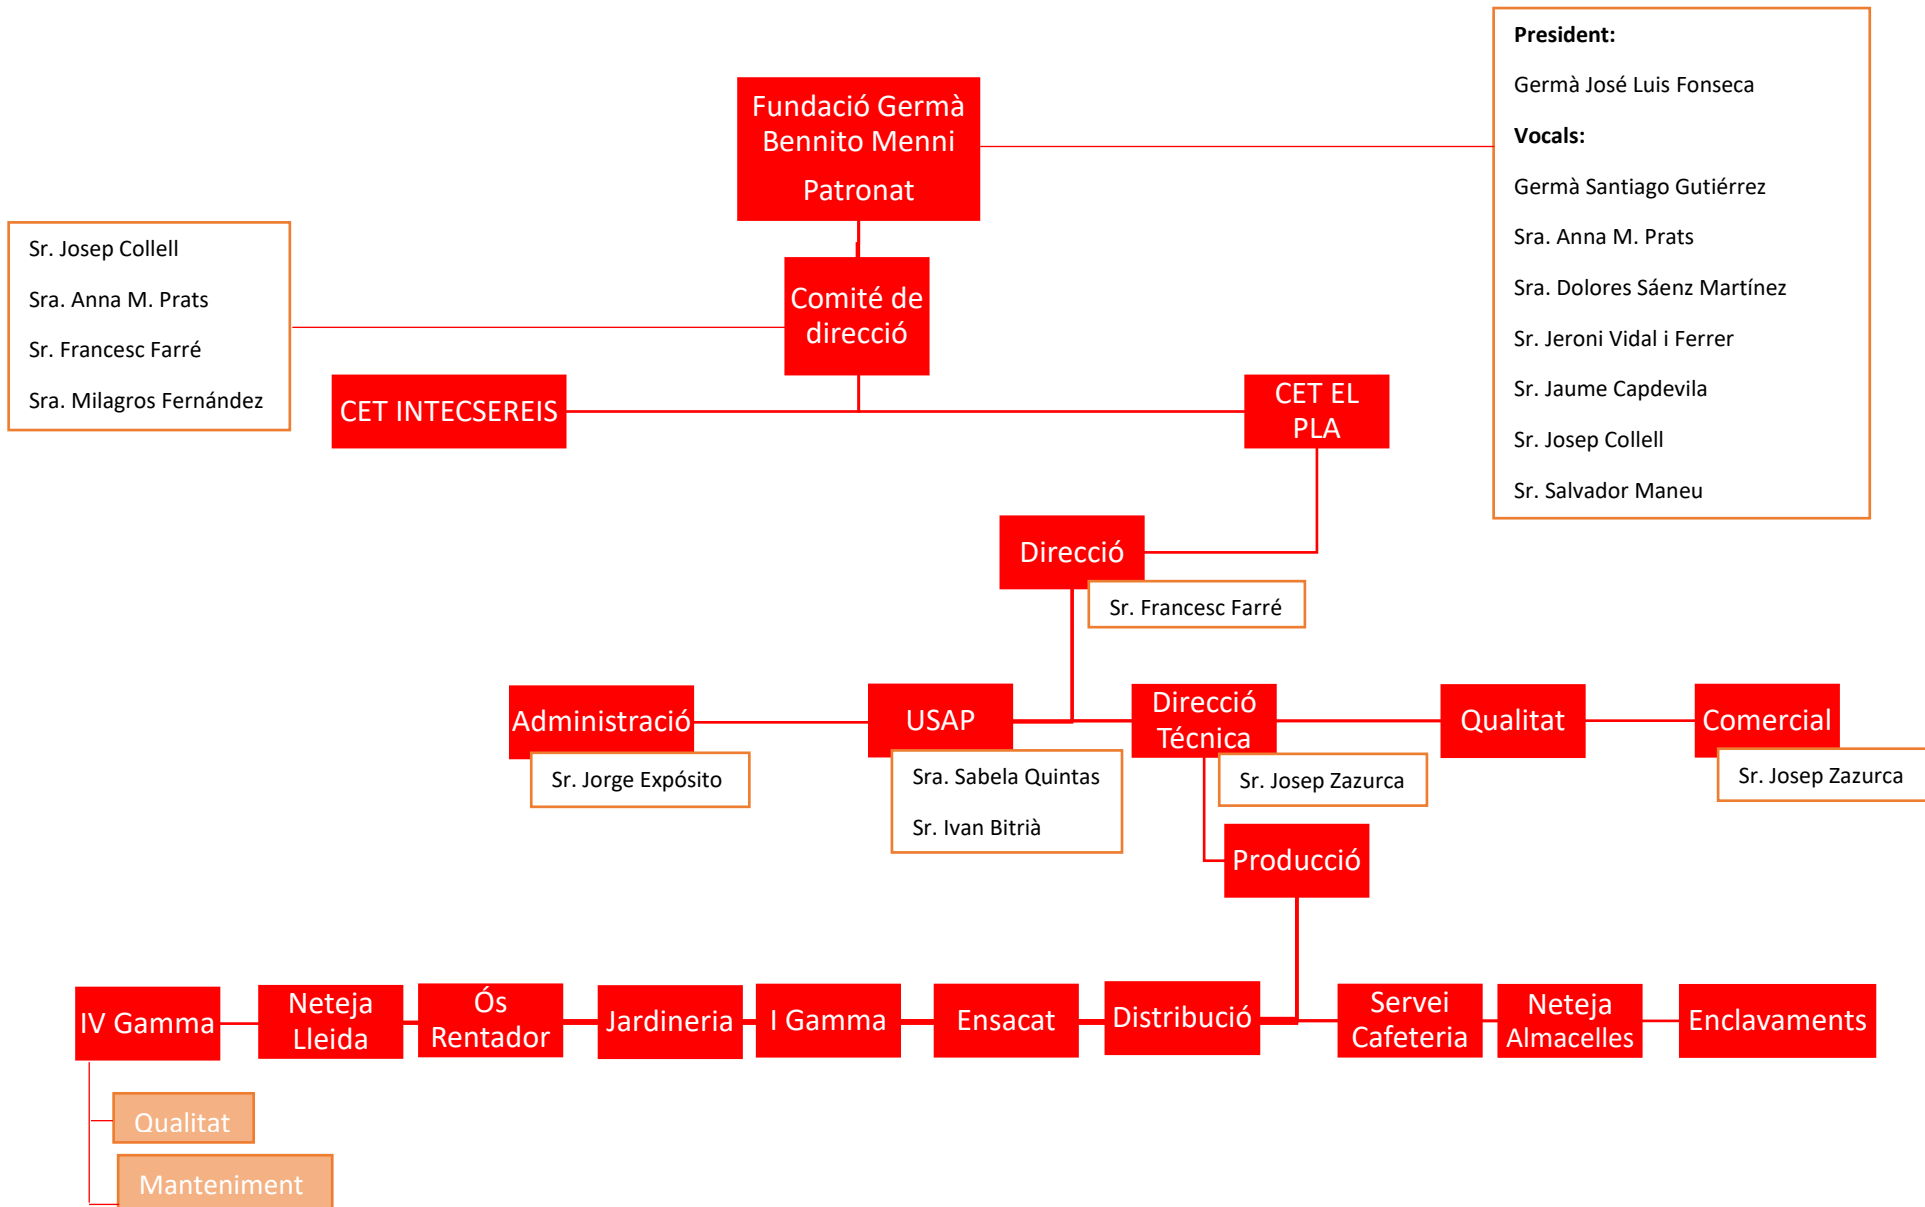 President:
Germà José Luis Fonseca
Vocals:
Germà Santiago Gutiérrez
Sra. Anna M. Prats
Sra. Dolores Sáenz Martínez
Sr. Jeroni Vidal i Ferrer
Sr. Jaume Capdevila
Sr. Josep Collell
Sr. Salvador Maneu
Fundació Germà
Bennito Menni
Patronat
Sr. Josep Collell
Sra. Anna M. Prats
Sr. Francesc Farré
Sra. Milagros Fernández
Comité de
direcció
CET INTECSEREIS
CET EL
PLA
Direcció
Sr. Francesc Farré
Administració
Sr. Jorge Expósito
USAP
Sra. Sabela Quintas
Sr. Ivan Bitrià
Direcció
Técnica
Sr. Josep Zazurca
Qualitat
Comercial
Sr. Josep Zazurca
Producció
IV Gamma
Neteja
Lleida
Ós
Rentador
Jardineria
I Gamma
Ensacat
Distribució
Servei
Cafeteria
Neteja
Almacelles
Enclavaments
Qualitat
Manteniment